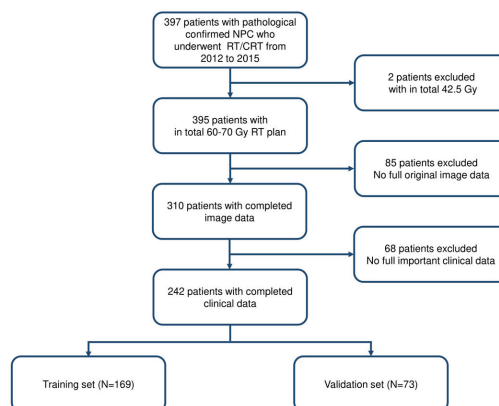 397 patients with pathological
confirmed NPC who
underwent RT/CRT from
2012 to 2015
2 patients excluded
with in total 42.5 Gy
395 patients with
in total 60-70 Gy RT plan
85 patients excluded
No full original image data
310 patients with completed
image data
68 patients excluded
No full important clinical data
242 patients with completed
clinical data
Training set (N=169)
Validation set (N=73)